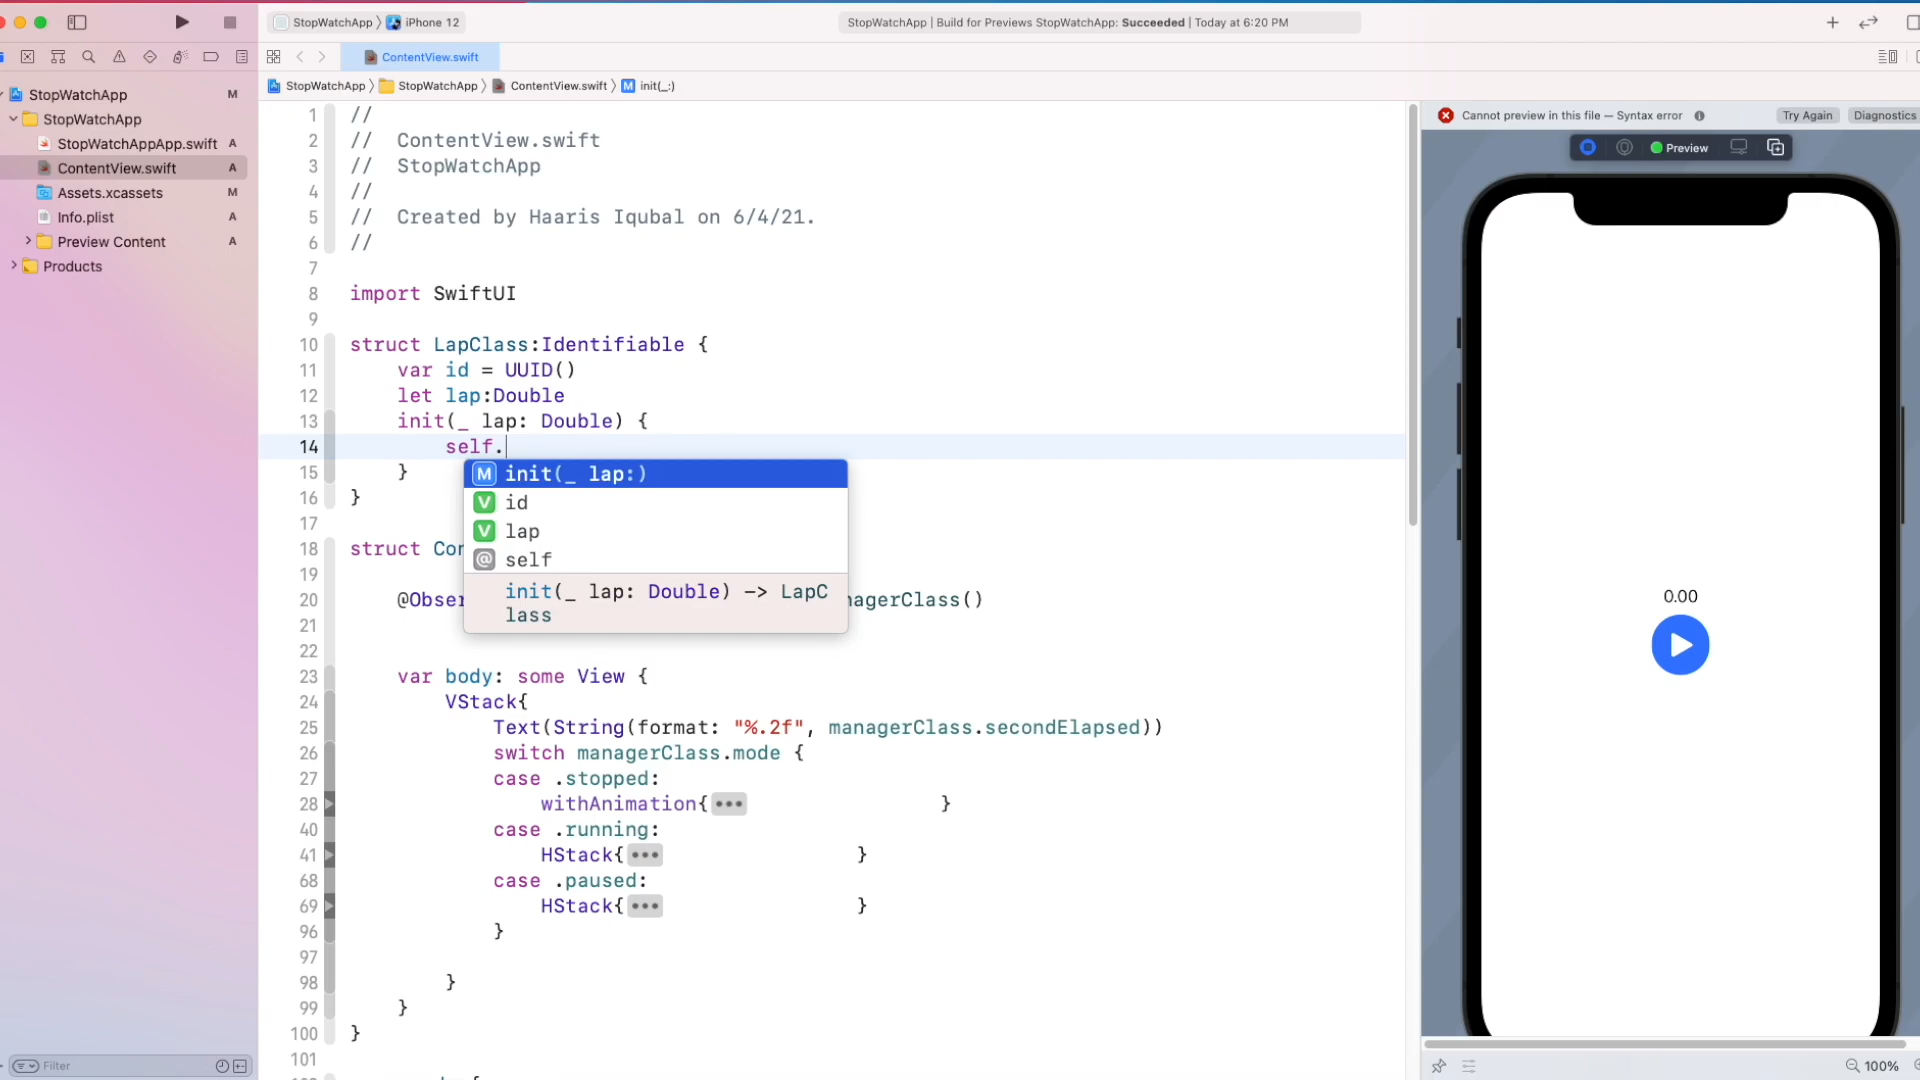 StopWatchApp 〉 iPhone 12
StopWatchApp | Build for Previews StopWatchApp: Succeeded | Today at 6:20 PM
ContentView.swift
StopWatchApp 〉 StopWatchApp 〉 ContentView.swift 〉 M init(_:)
StopWatchApp M
StopWatchApp
StopWatchAppApp.swift A
ContentView.swift A
Assets.xcassets M
Info.plist A
Preview Content A
Products
Filter
1 //
2 //  ContentView.swift
3 //  StopWatchApp
4 //
5 //  Created by Haaris Iqubal on 6/4/21.
6 //
7
8 import SwiftUI
9
10 struct LapClass:Identifiable {
11     var id = UUID()
12     let lap:Double
13     init(_ lap: Double) {
14         self.
15     }
16 }
17
18 struct Con
19
20     @Obser nagerClass()
21
22
23     var body: some View {
24         VStack{
25             Text(String(format: "%.2f", managerClass.secondElapsed))
26             switch managerClass.mode {
27             case .stopped:
28                 withAnimation{••• }
40             case .running:
41                 HStack{••• }
68             case .paused:
69                 HStack{••• }
96             }
97
98         }
99     }
100 }
101
M init(_ lap:)
V id
V lap
@ self
init(_ lap: Double) -> LapC
lass
Cannot preview in this file — Syntax error
Try Again
Diagnostics
Preview
0.00
100%